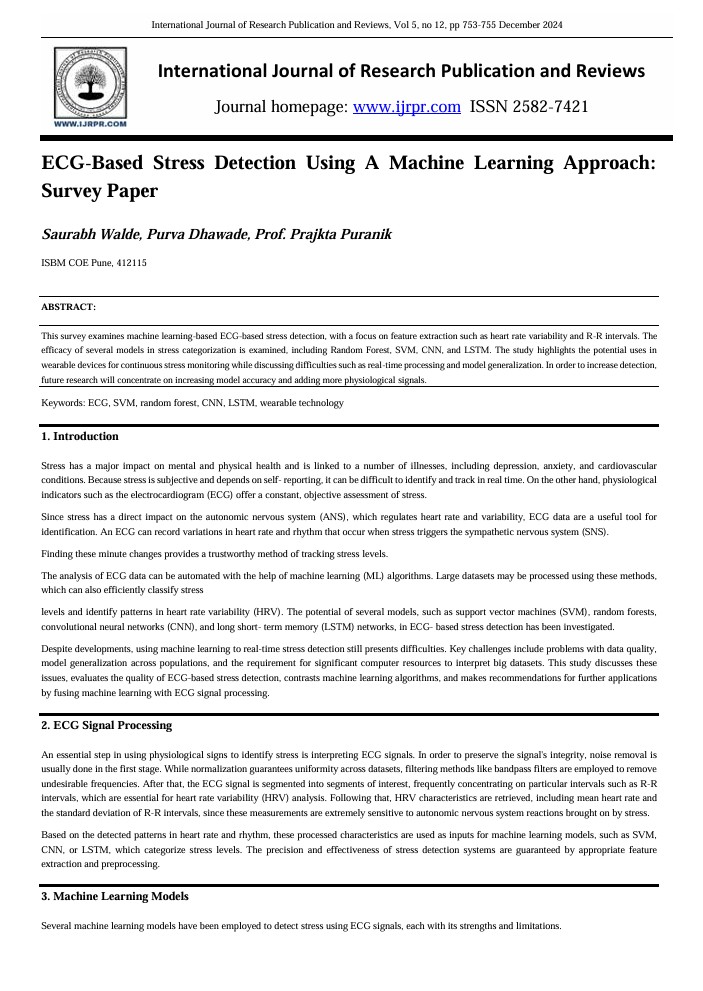 International Journal of Research Publication and Reviews, Vol 5, no 12, pp 753-755 December 2024
International Journal of Research Publication and Reviews
Journal homepage: www.ijrpr.com ISSN 2582-7421
WWW.IJRPR.COM
ECG-Based Stress Detection Using A Machine Learning Approach:
Survey Paper
Saurabh Walde, Purva Dhawade, Prof. Prajkta Puranik
ISBM COE Pune, 412115
ABSTRACT:
This survey examines machine learning-based ECG-based stress detection, with a focus on feature extraction such as heart rate variability and R-R intervals. The
efficacy of several models in stress categorization is examined, including Random Forest, SVM, CNN, and LSTM. The study highlights the potential uses in
wearable devices for continuous stress monitoring while discussing difficulties such as real-time processing and model generalization. In order to increase detection,
future research will concentrate on increasing model accuracy and adding more physiological signals.
Keywords: ECG, SVM, random forest, CNN, LSTM, wearable technology
1. Introduction
Stress has a major impact on mental and physical health and is linked to a number of illnesses, including depression, anxiety, and cardiovascular
conditions. Because stress is subjective and depends on self- reporting, it can be difficult to identify and track in real time. On the other hand, physiological
indicators such as the electrocardiogram (ECG) offer a constant, objective assessment of stress.
Since stress has a direct impact on the autonomic nervous system (ANS), which regulates heart rate and variability, ECG data are a useful tool for
identification. An ECG can record variations in heart rate and rhythm that occur when stress triggers the sympathetic nervous system (SNS).
Finding these minute changes provides a trustworthy method of tracking stress levels.
The analysis of ECG data can be automated with the help of machine learning (ML) algorithms. Large datasets may be processed using these methods,
which can also efficiently classify stress
levels and identify patterns in heart rate variability (HRV). The potential of several models, such as support vector machines (SVM), random forests,
convolutional neural networks (CNN), and long short- term memory (LSTM) networks, in ECG- based stress detection has been investigated.
Despite developments, using machine learning to real-time stress detection still presents difficulties. Key challenges include problems with data quality,
model generalization across populations, and the requirement for significant computer resources to interpret big datasets. This study discusses these
issues, evaluates the quality of ECG-based stress detection, contrasts machine learning algorithms, and makes recommendations for further applications
by fusing machine learning with ECG signal processing.
2. ECG Signal Processing
An essential step in using physiological signs to identify stress is interpreting ECG signals. In order to preserve the signal's integrity, noise removal is
usually done in the first stage. While normalization guarantees uniformity across datasets, filtering methods like bandpass filters are employed to remove
undesirable frequencies. After that, the ECG signal is segmented into segments of interest, frequently concentrating on particular intervals such as R-R
intervals, which are essential for heart rate variability (HRV) analysis. Following that, HRV characteristics are retrieved, including mean heart rate and
the standard deviation of R-R intervals, since these measurements are extremely sensitive to autonomic nervous system reactions brought on by stress.
Based on the detected patterns in heart rate and rhythm, these processed characteristics are used as inputs for machine learning models, such as SVM,
CNN, or LSTM, which categorize stress levels. The precision and effectiveness of stress detection systems are guaranteed by appropriate feature
extraction and preprocessing.
3. Machine Learning Models
Several machine learning models have been employed to detect stress using ECG signals, each with its strengths and limitations.